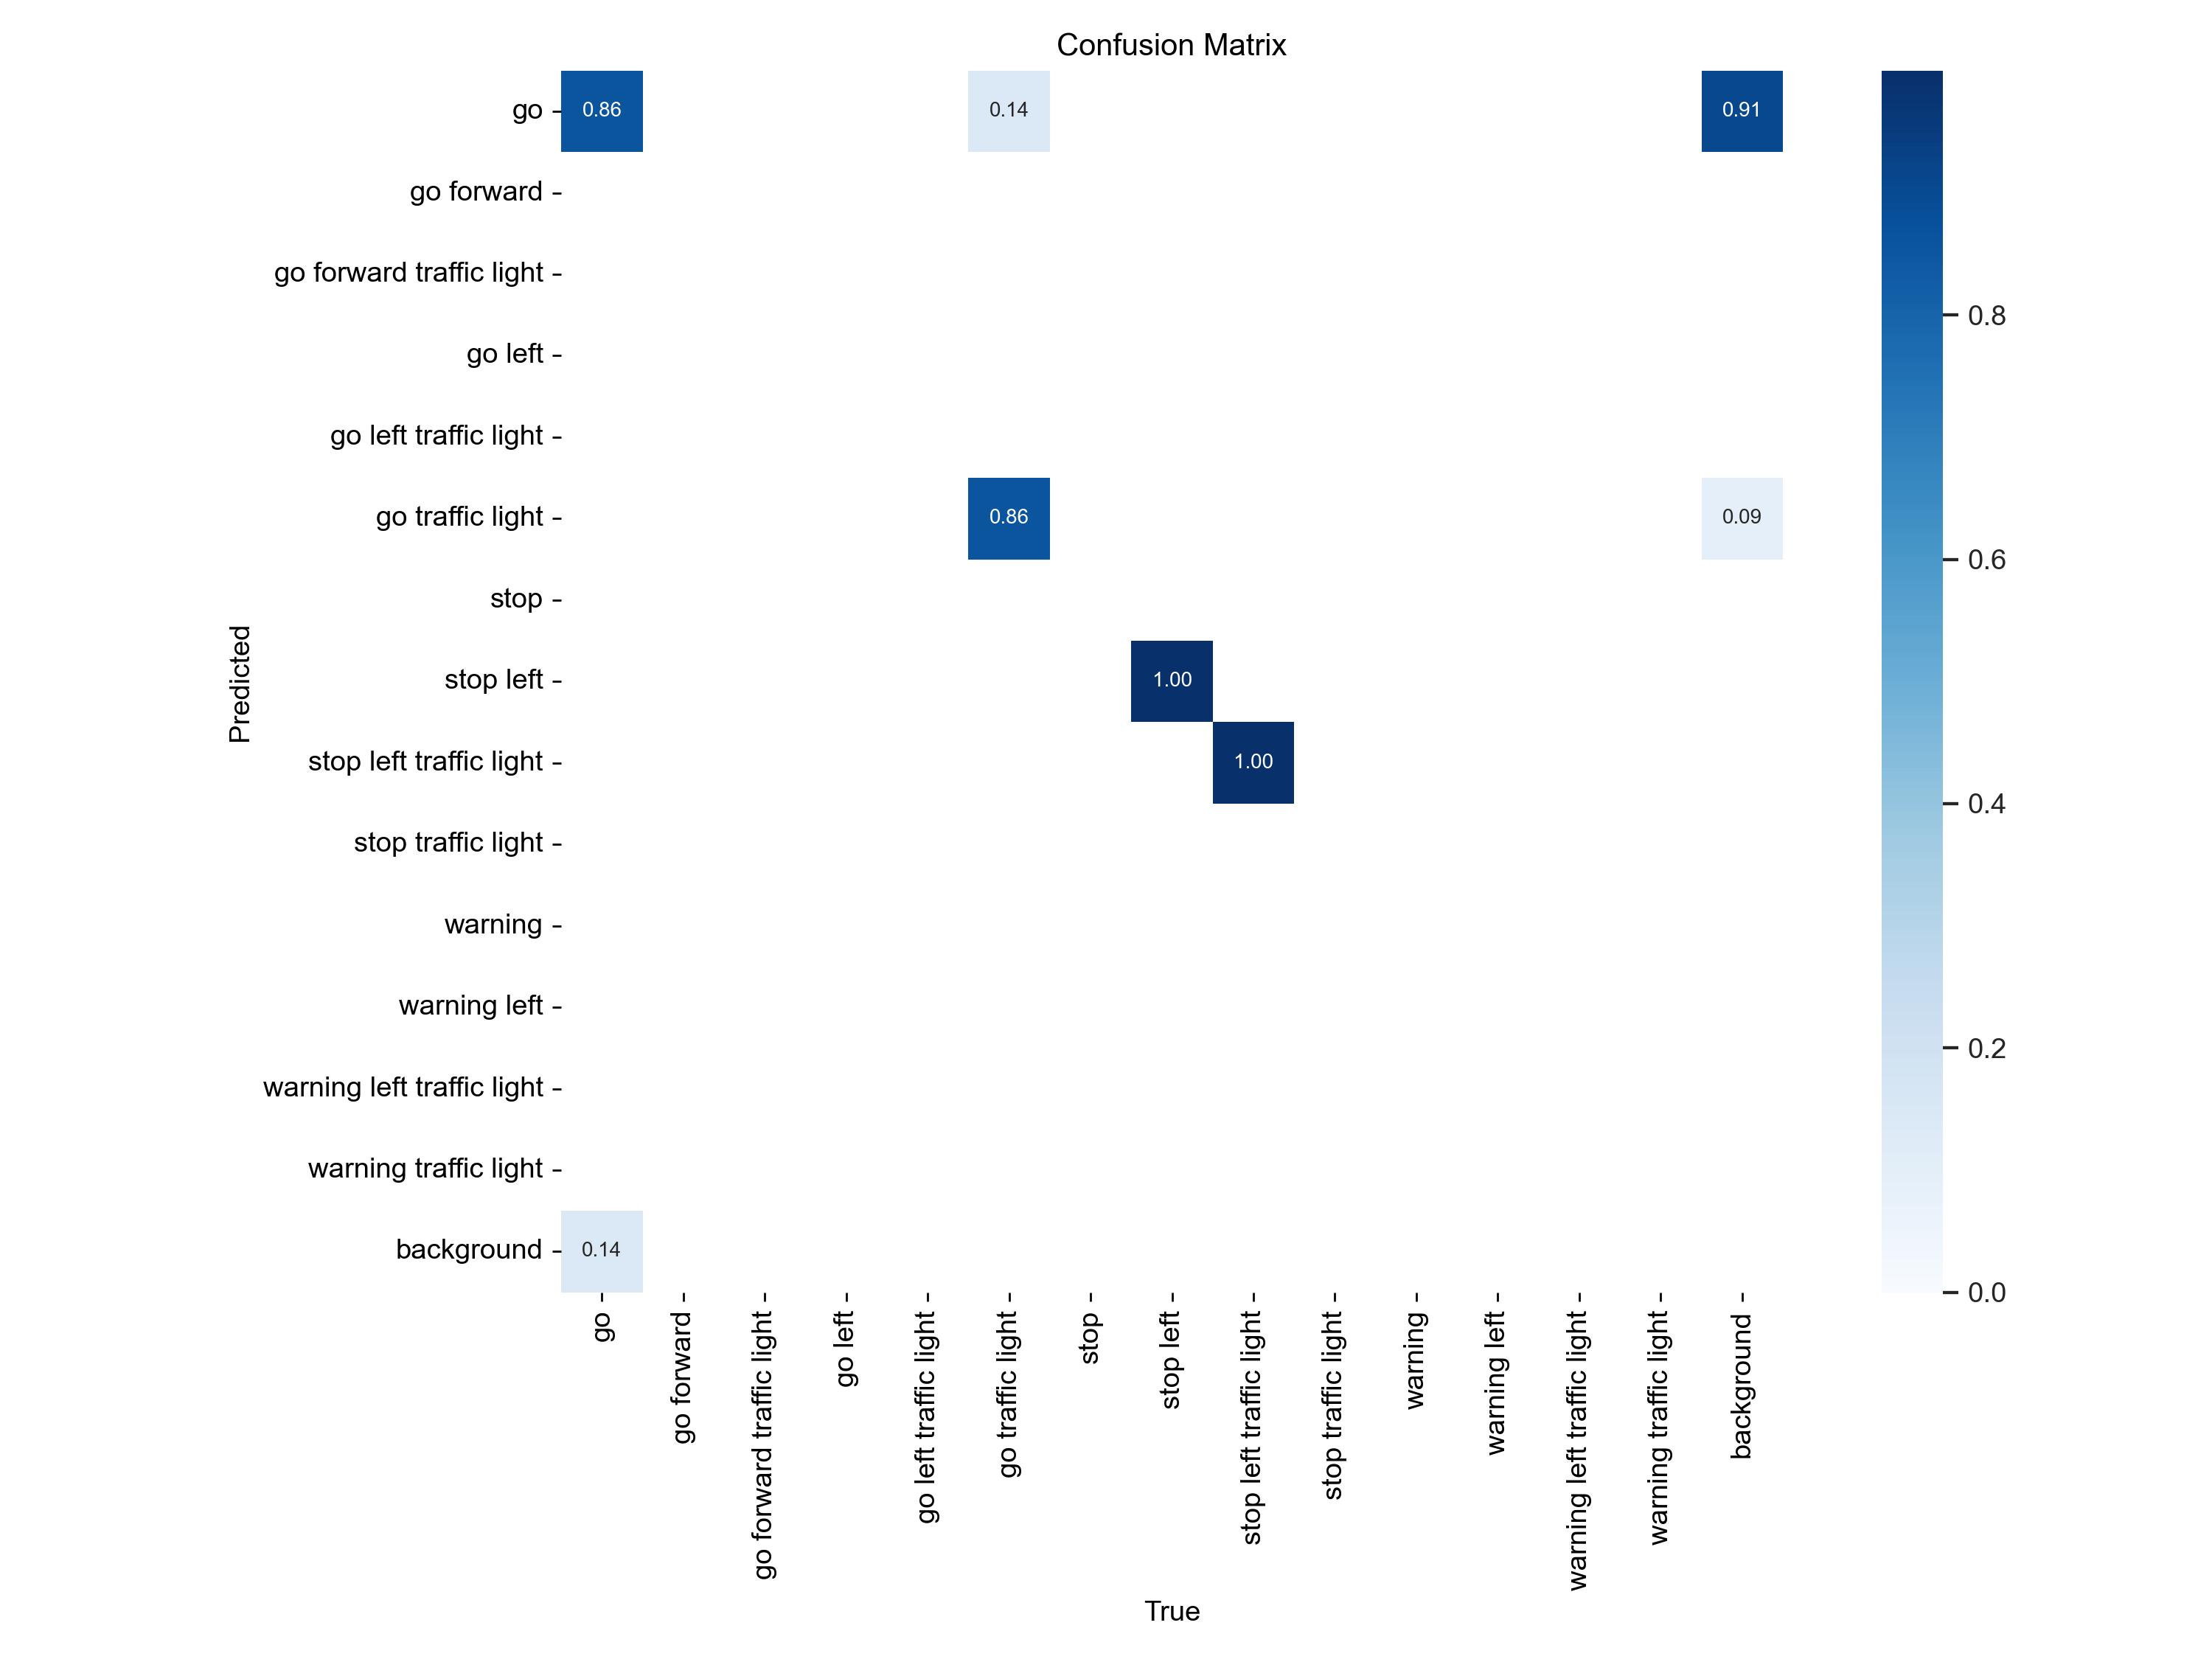 Confusion Matrix
go
0.86
0.14
0.91
go forward
go forward traffic light
go left
go left traffic light
go traffic light
0.86
0.09
stop
stop left
1.00
stop left traffic light
1.00
stop traffic light
warning
warning left
warning left traffic light
warning traffic light
background
0.14
Predicted
go
go forward
go forward traffic light
go left
go left traffic light
go traffic light
stop
stop left
stop left traffic light
stop traffic light
warning
warning left
warning left traffic light
warning traffic light
background
True
0.8
0.6
0.4
0.2
0.0